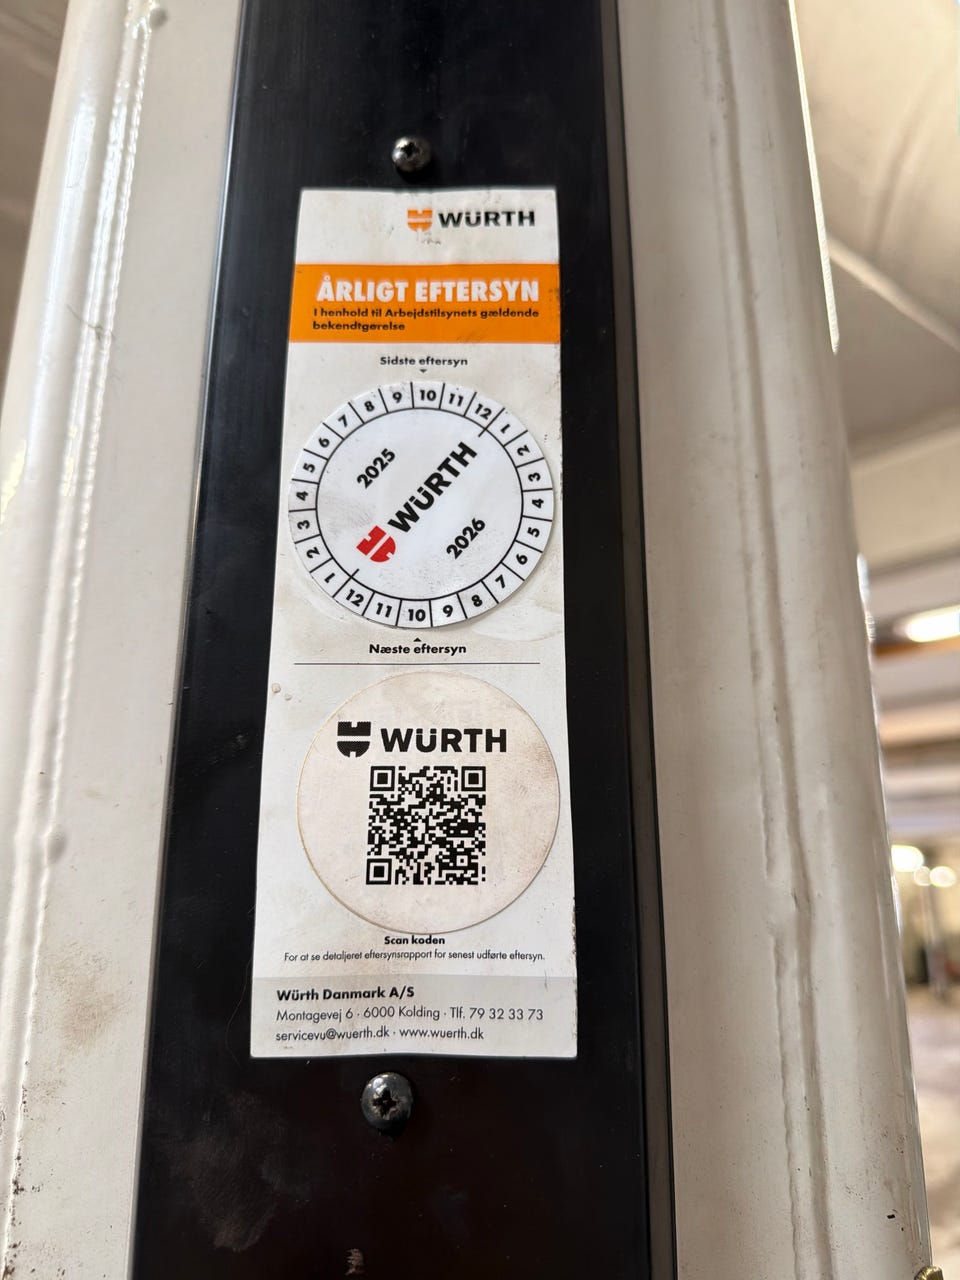 WÜRTH
ÅRLIGT EFTERSYN
I henhold til Arbejdstilsynets gældende
bekendtgørelse
Sidste eftersyn
1 2 3 4 5 6 7 8 9 10 11 12
2025
WÜRTH
2026
1 2 3 4 5 6 7 8 9 10 11 12
Næste eftersyn
WÜRTH
Scan koden
For at se detaljeret eftersynsrapport for senest udførte eftersyn.
Würth Danmark A/S
Montagevej 6 · 6000 Kolding · Tlf. 79 32 33 73
servicevu@wuerth.dk · www.wuerth.dk